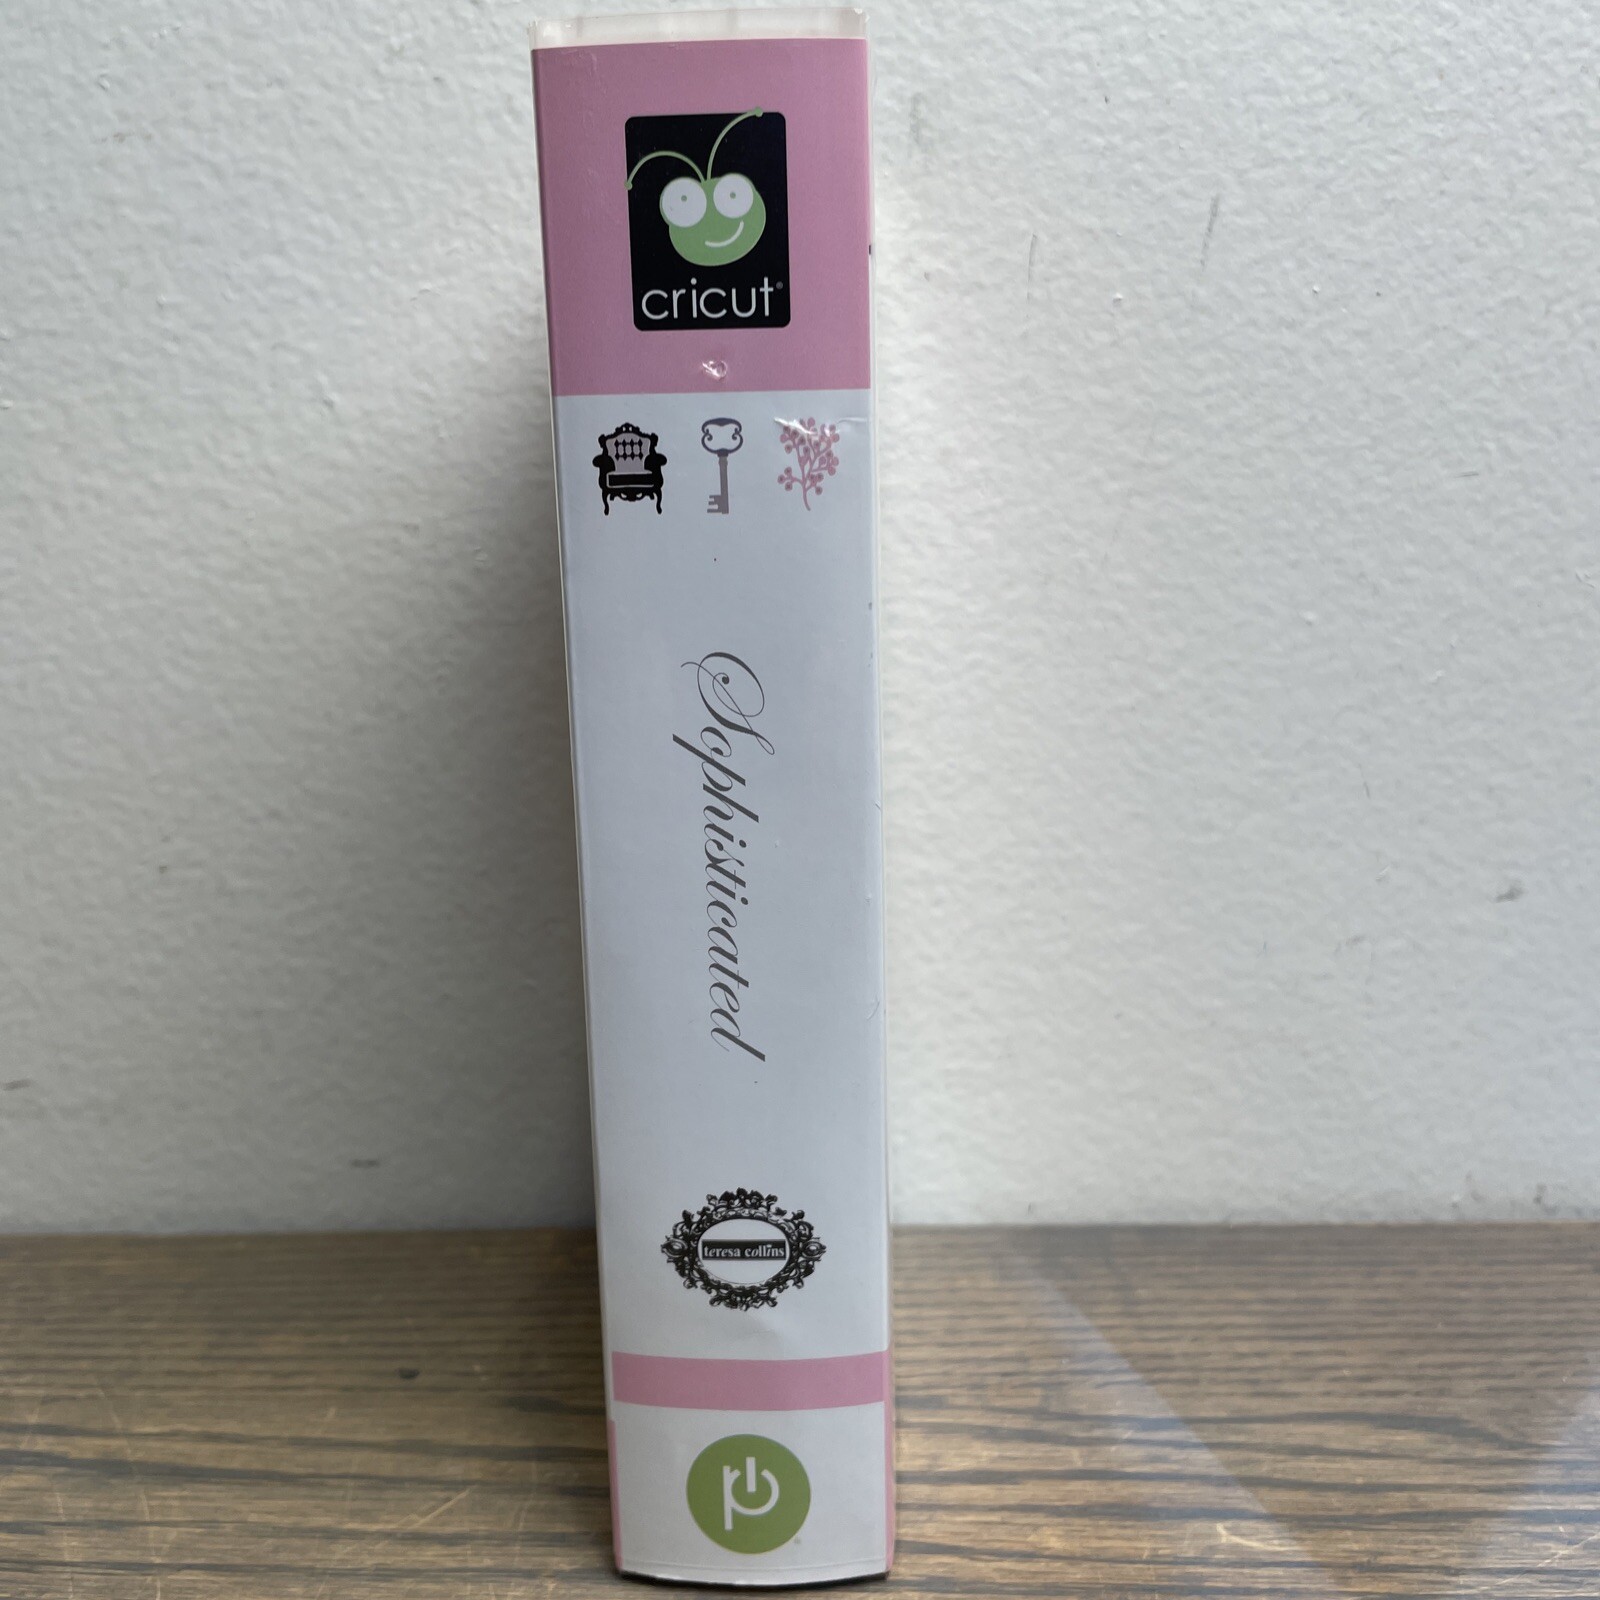 cricut®
Sophisticated
teresa collins